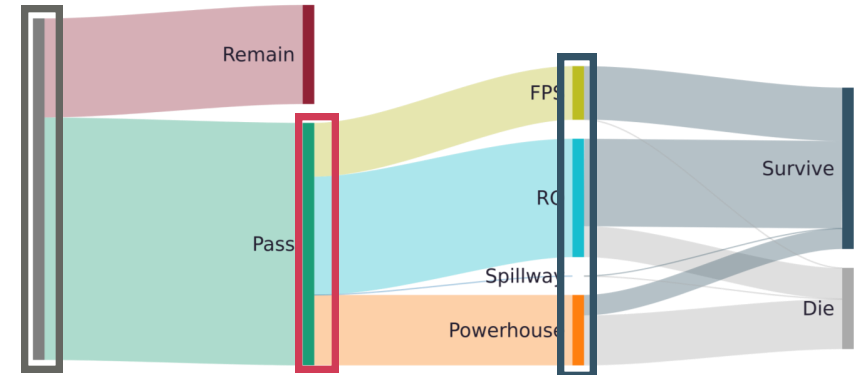 Remain
FPS
RO
Survive
Pass
Spillway
Die
Powerhouse